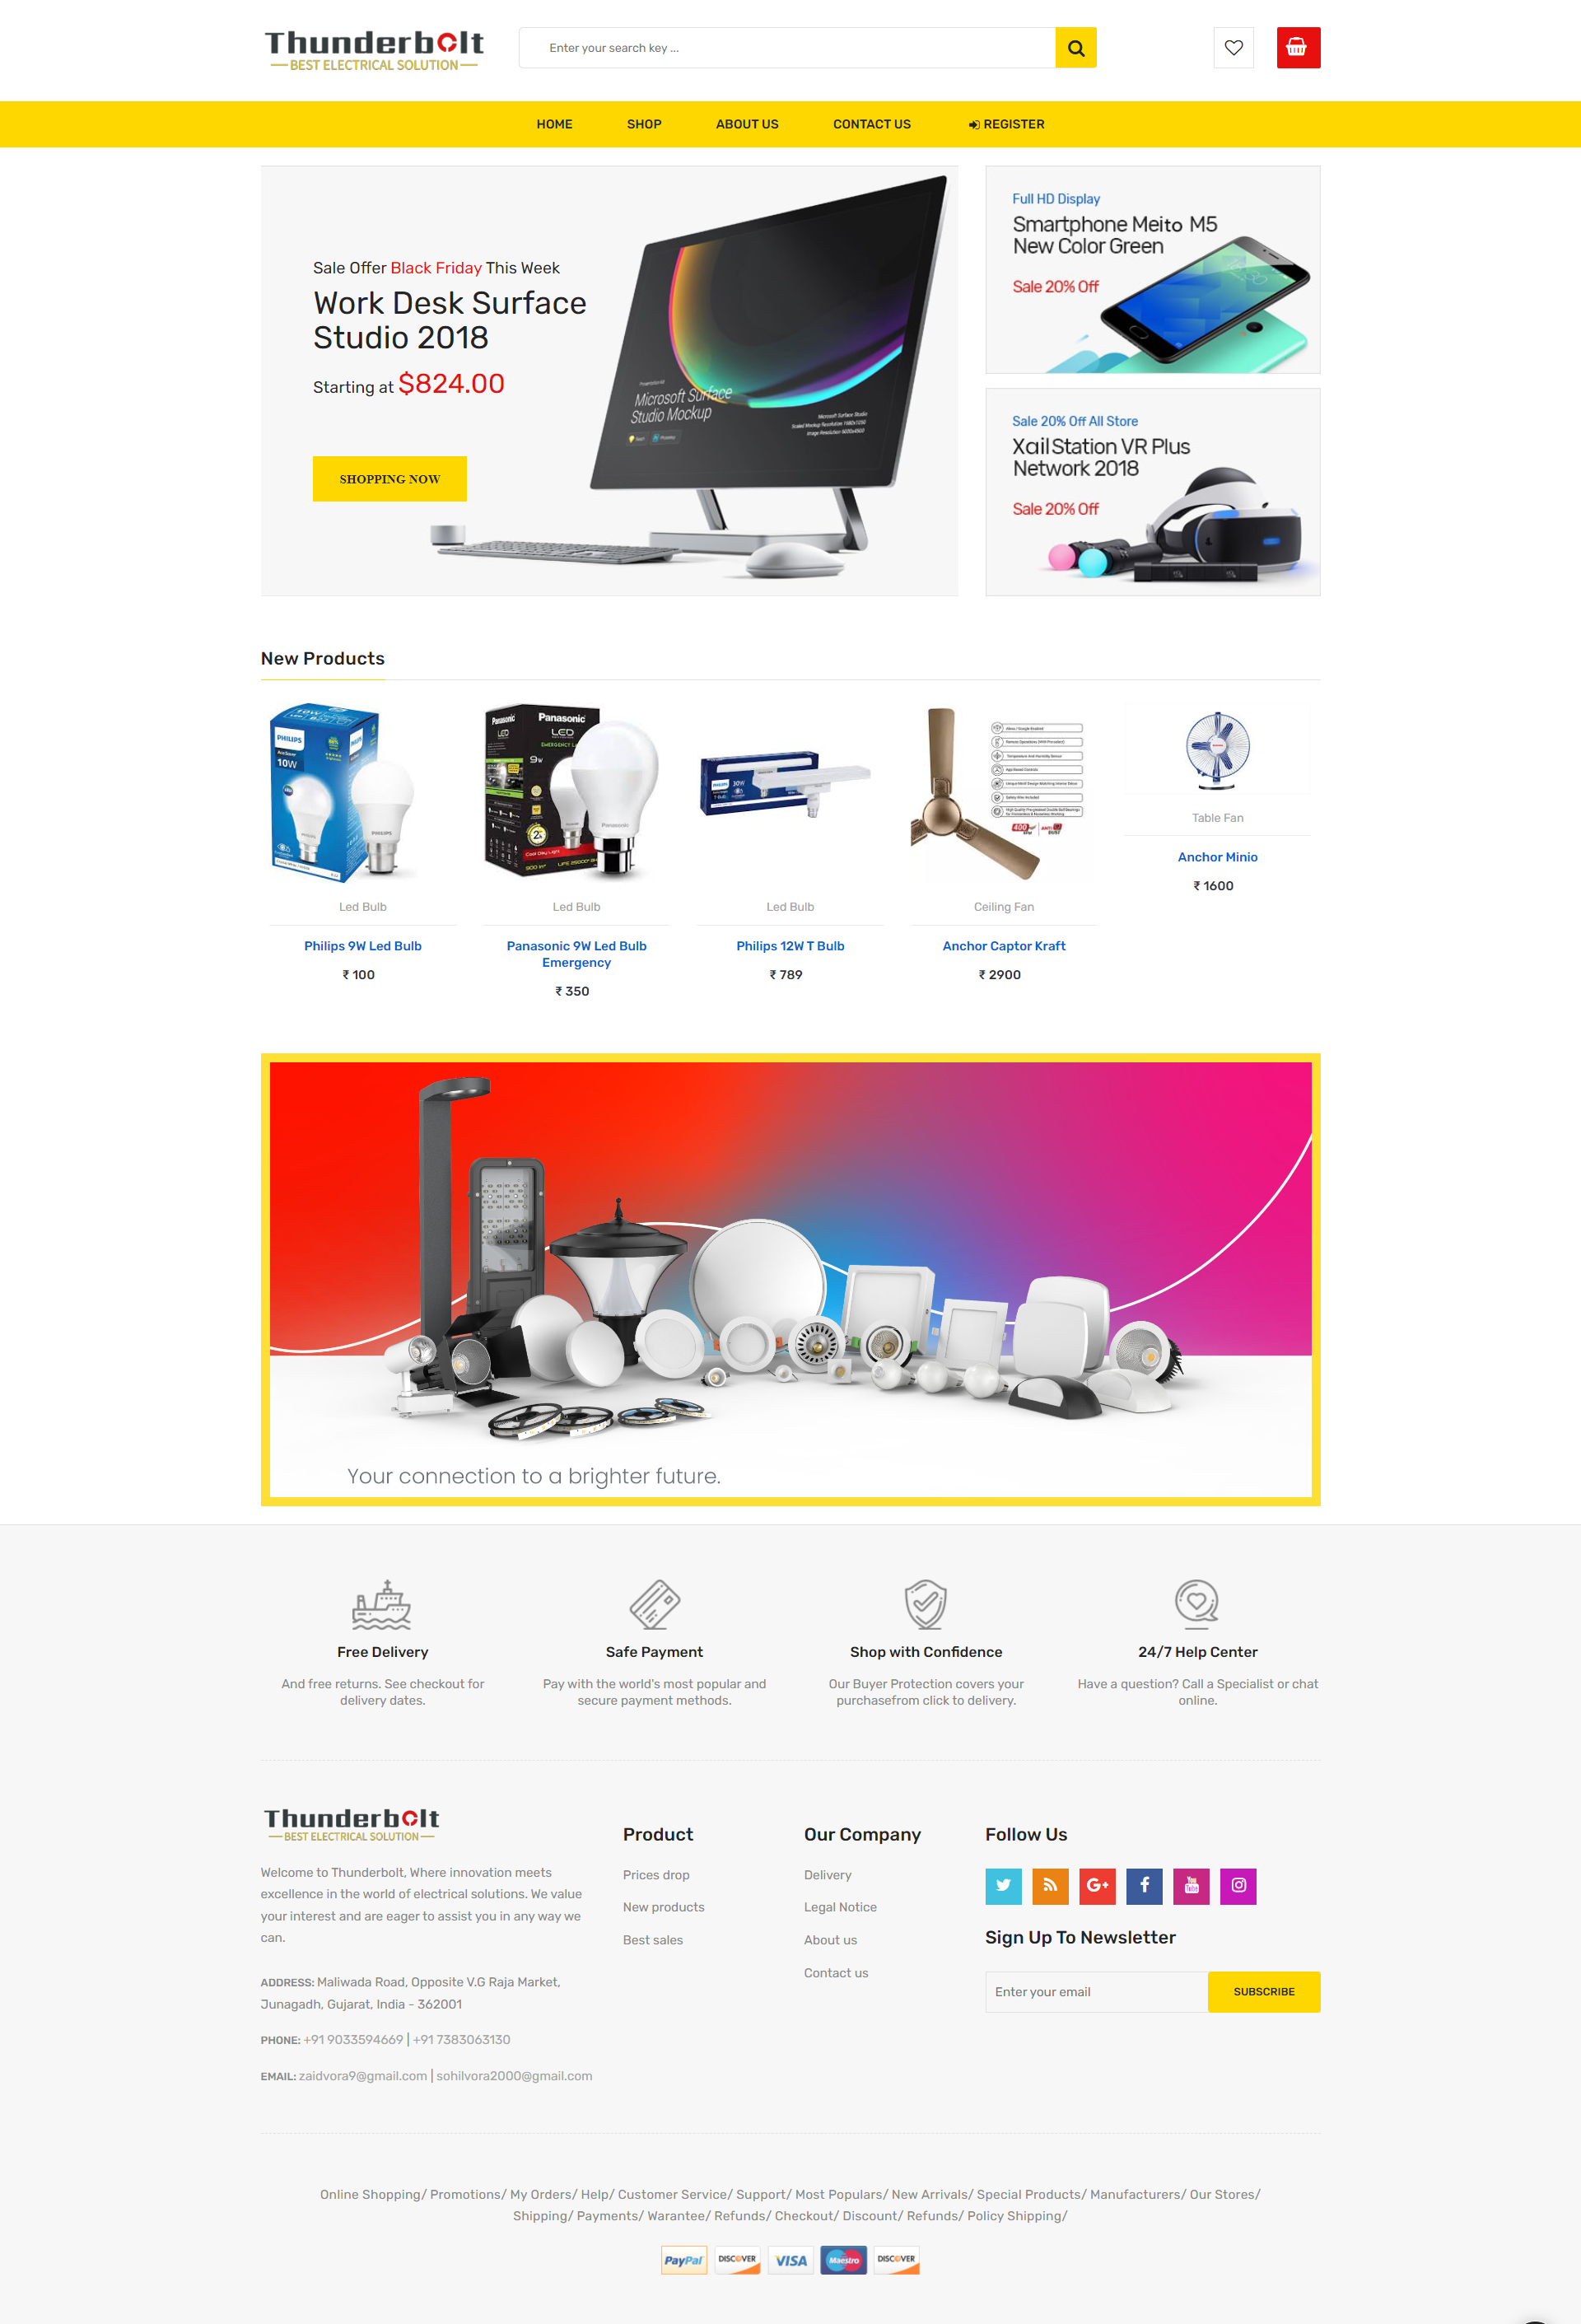 Thunderbolt
BEST ELECTRICAL SOLUTION
Enter your search key ...
HOME
SHOP
ABOUT US
CONTACT US
REGISTER
Sale Offer Black Friday This Week
Work Desk Surface
Studio 2018
Starting at $824.00
SHOPPING NOW
Microsoft Surface
Studio Mockup
Full HD Display
Smartphone Meito M5
New Color Green
Sale 20% Off
Sale 20% Off All Store
Xail Station VR Plus
Network 2018
Sale 20% Off
New Products
PHILIPS
10W
PHILIPS
Led Bulb
Philips 9W Led Bulb
₹ 100
Panasonic
Panasonic
LED
LED
9w
Panasonic
Led Bulb
Panasonic 9W Led Bulb
Emergency
₹ 350
Led Bulb
Philips 12W T Bulb
₹ 789
Ceiling Fan
Anchor Captor Kraft
₹ 2900
Table Fan
Anchor Minio
₹ 1600
Your connection to a brighter future.
Free Delivery
And free returns. See checkout for
delivery dates.
Safe Payment
Pay with the world's most popular and
secure payment methods.
Shop with Confidence
Our Buyer Protection covers your
purchasefrom click to delivery.
24/7 Help Center
Have a question? Call a Specialist or chat
online.
Thunderbolt
BEST ELECTRICAL SOLUTION
Welcome to Thunderbolt, Where innovation meets
excellence in the world of electrical solutions. We value
your interest and are eager to assist you in any way we
can.
ADDRESS: Maliwada Road, Opposite V.G Raja Market,
Junagadh, Gujarat, India - 362001
PHONE: +91 9033594669 | +91 7383063130
EMAIL: zaidvora9@gmail.com | sohilvora2000@gmail.com
Product
Prices drop
New products
Best sales
Our Company
Delivery
Legal Notice
About us
Contact us
Follow Us
Sign Up To Newsletter
Enter your email
SUBSCRIBE
Online Shopping/ Promotions/ My Orders/ Help/ Customer Service/ Support/ Most Populars/ New Arrivals/ Special Products/ Manufacturers/ Our Stores/
Shipping/ Payments/ Warantee/ Refunds/ Checkout/ Discount/ Refunds/ Policy Shipping/
PayPal
DISCOVER
VISA
Maestro
DISCOVER